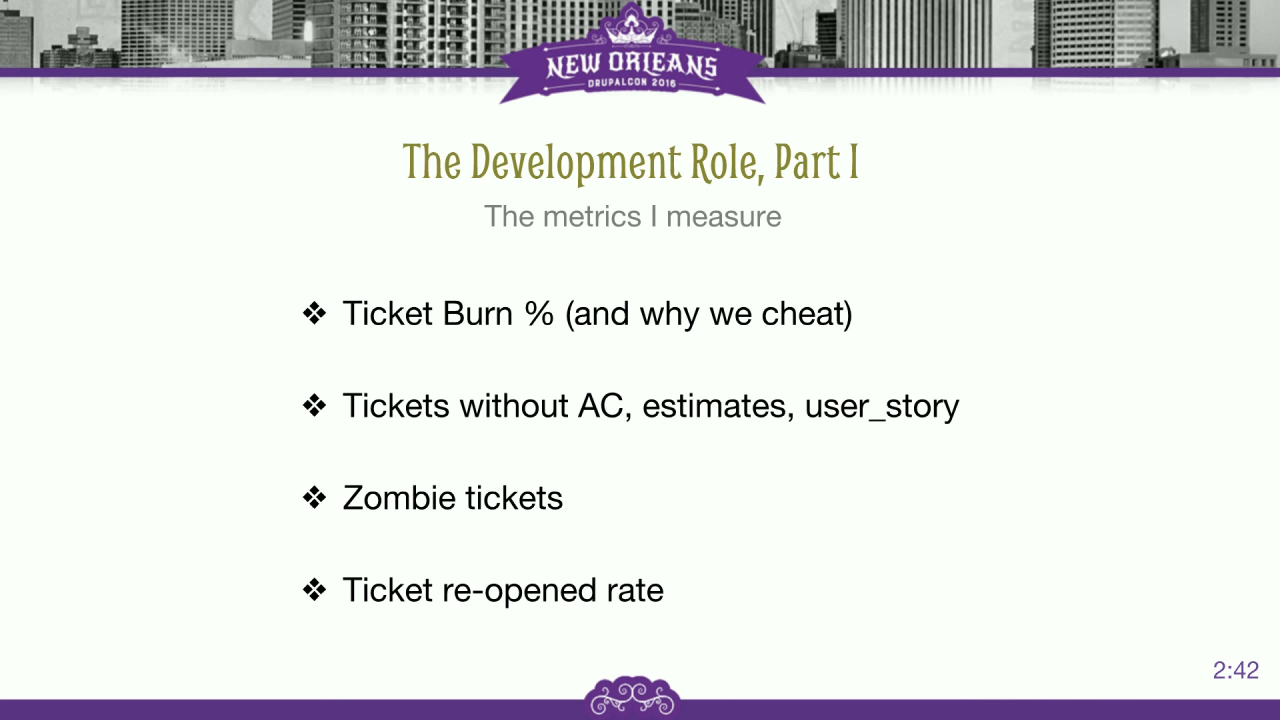 NEW ORLEANS
DRUPALCON 2016
The Development Role, Part I
The metrics I measure
❖ Ticket Burn % (and why we cheat)
❖ Tickets without AC, estimates, user_story
❖ Zombie tickets
❖ Ticket re-opened rate
2:42